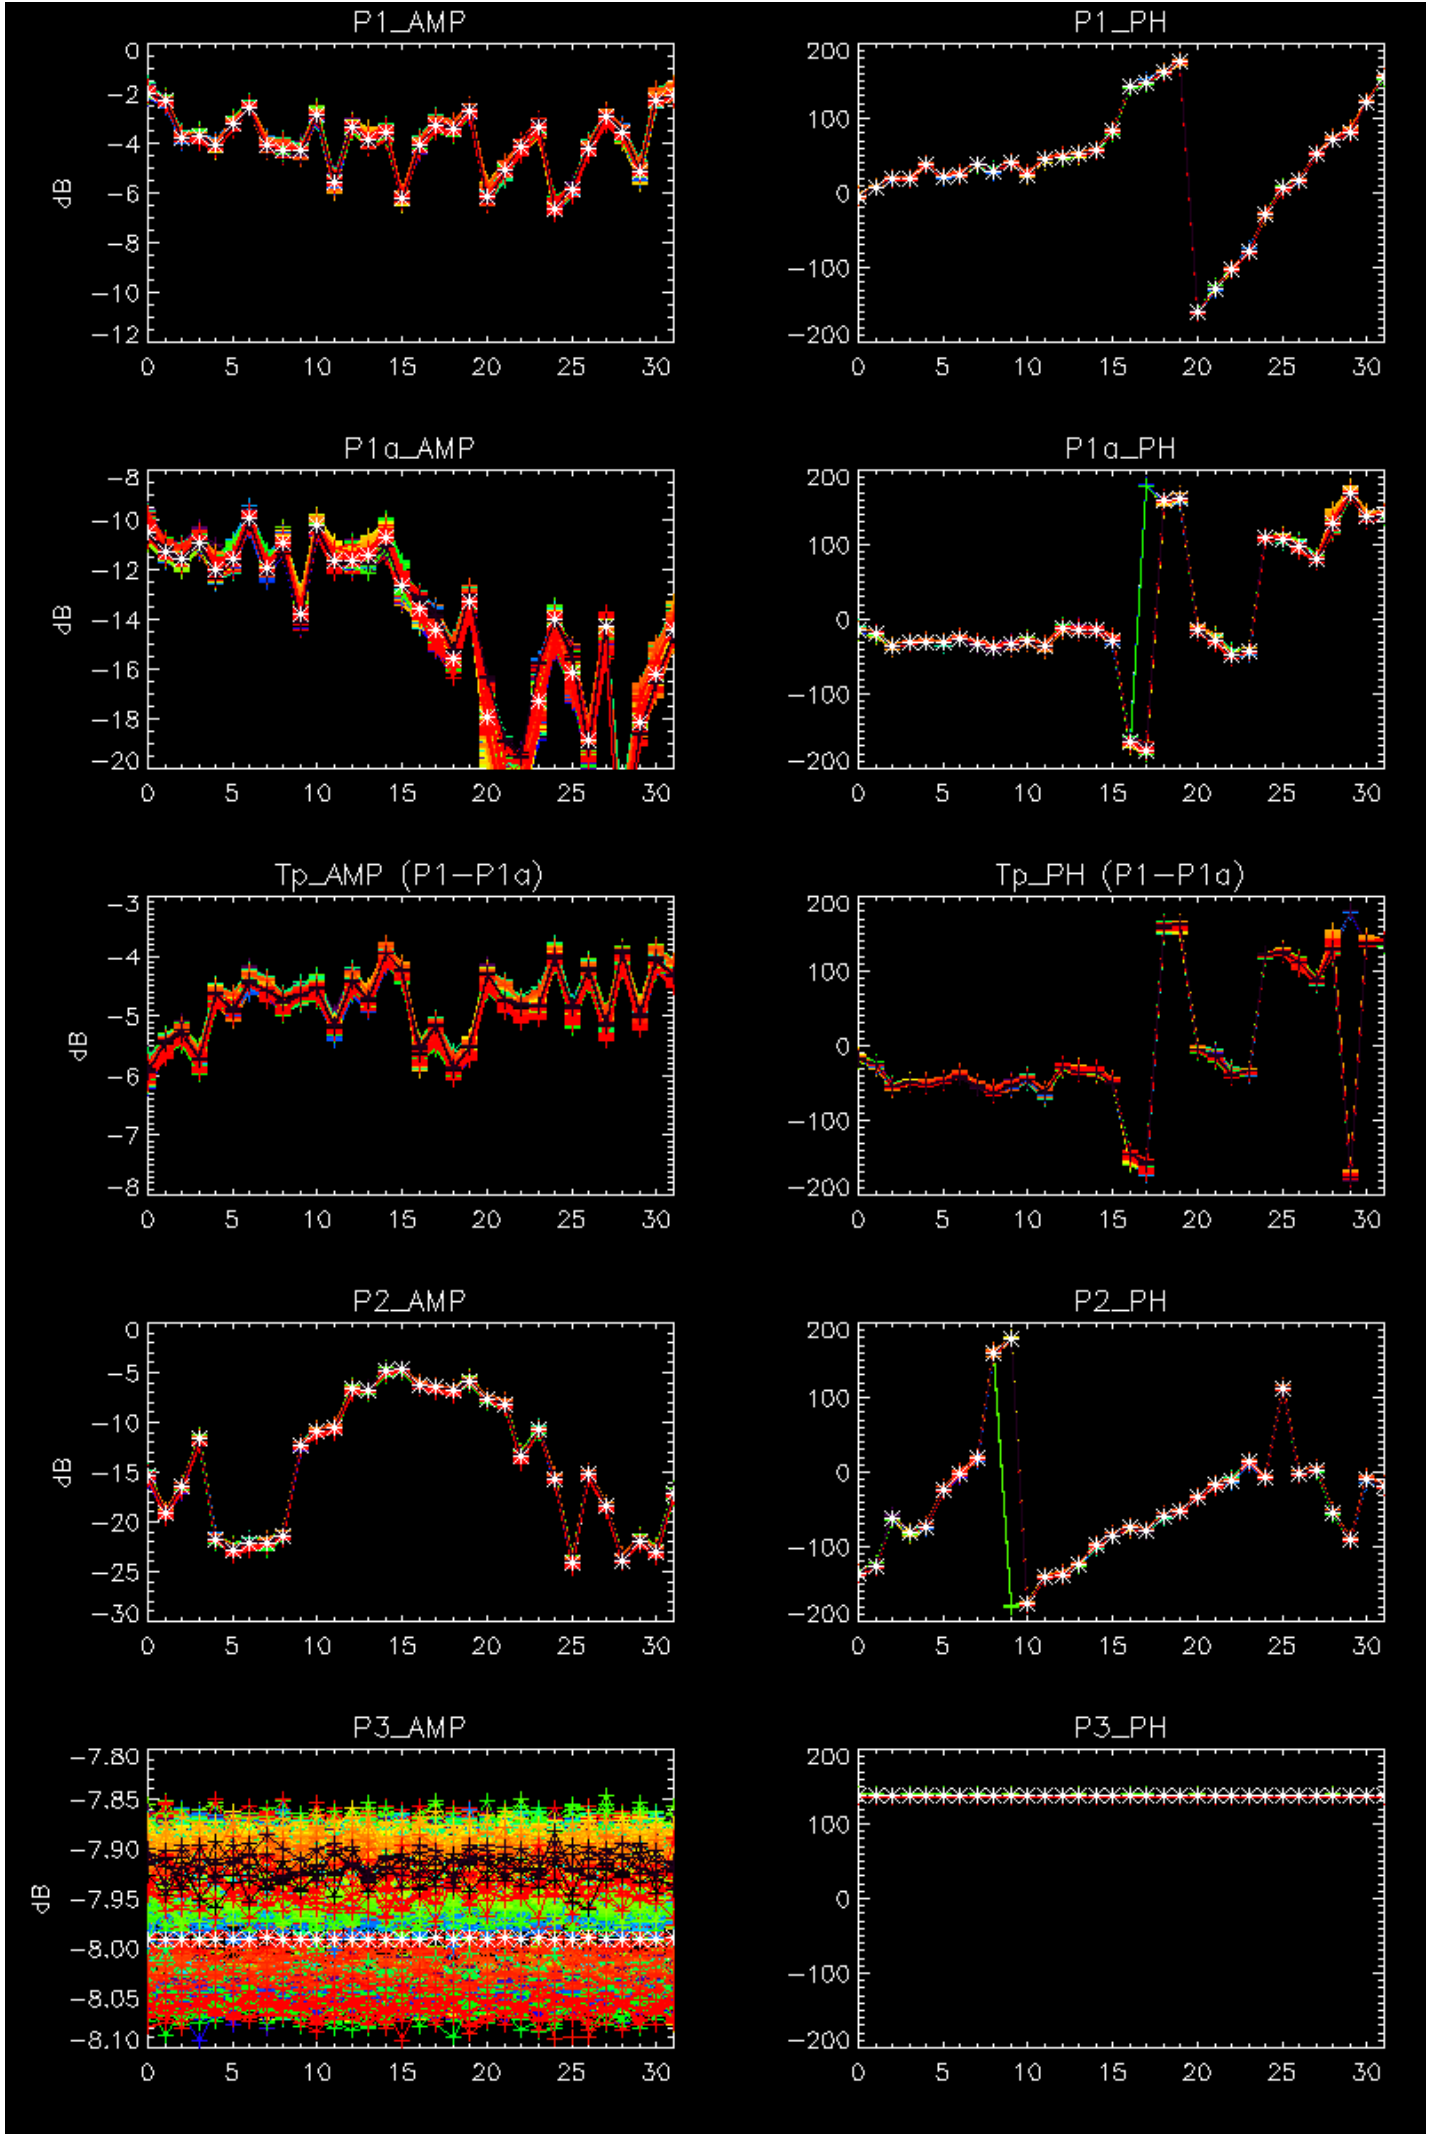 P1_AMP P1_PH
0 200
-2 100
-4 0
-6
-8 -100
-10
-12 -200
dB
0 5 10 15 20 25 30 0 5 10 15 20 25 30
P1a_AMP P1a_PH
-8 200
-10 100
-12
-14 0
-16 -100
-18
-20 -200
dB
0 5 10 15 20 25 30 0 5 10 15 20 25 30
Tp_AMP (P1-P1a) Tp_PH (P1-P1a)
-3 200
-4 100
-5 0
-6 -100
-7
-8 -200
dB
0 5 10 15 20 25 30 0 5 10 15 20 25 30
P2_AMP P2_PH
0 200
-5 100
-10
-15 0
-20 -100
-25
-30 -200
dB
0 5 10 15 20 25 30 0 5 10 15 20 25 30
P3_AMP P3_PH
-7.80 200
-7.85 100
-7.90
-7.95 0
-8.00 -100
-8.05
-8.10 -200
dB
0 5 10 15 20 25 30 0 5 10 15 20 25 30